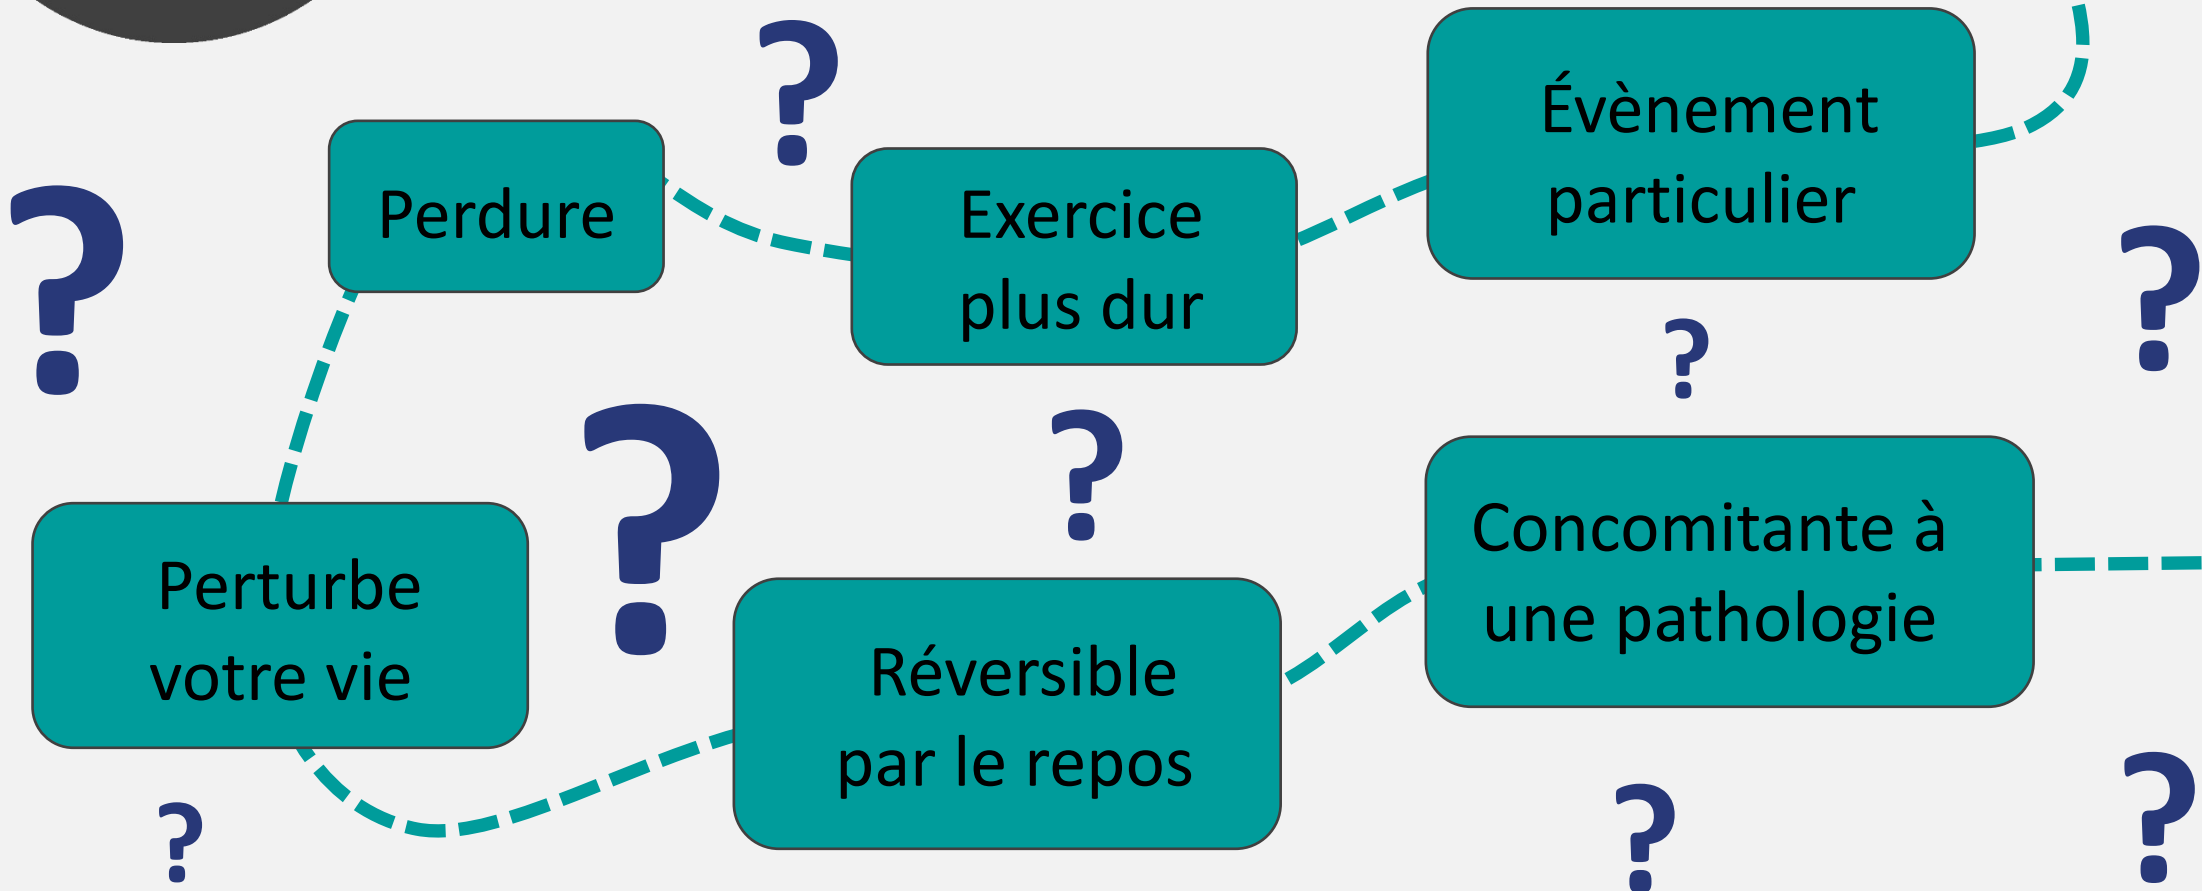 ?
Évènement
particulier
Perdure
Exercice
plus dur
?
?
?
?
?
Perturbe
votre vie
Concomitante à
une pathologie
Réversible
par le repos
?
?
?